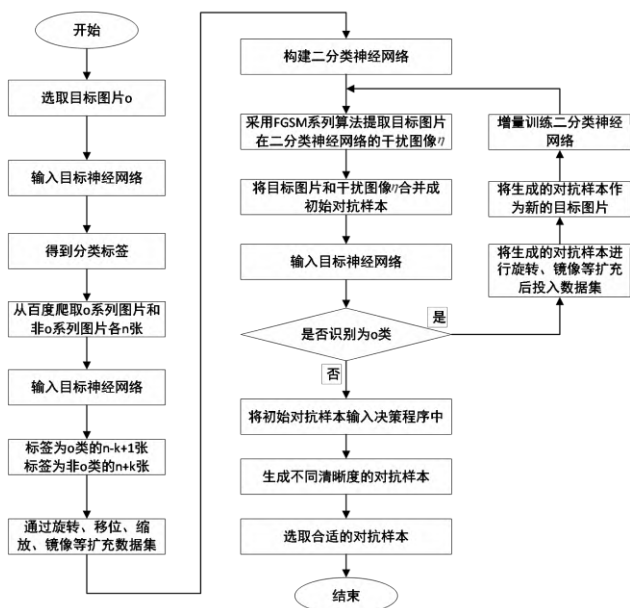 开始
选取目标图片o
输入目标神经网络
得到分类标签
从百度爬取o系列图片和
非o系列图片各n张
输入目标神经网络
标签为o类的n-k+1张
标签为非o类的n+k张
通过旋转、移位、缩
放、镜像等扩充数据集
构建二分类神经网络
采用FGSM系列算法提取目标图片
在二分类神经网络的干扰图像η
将目标图片和干扰图像η合并成
初始对抗样本
输入目标神经网络
是否识别为o类
是
否
将初始对抗样本输入决策程序中
生成不同清晰度的对抗样本
选取合适的对抗样本
结束
将生成的对抗样本进
行旋转、镜像等扩充
后投入数据集
将生成的对抗样本作
为新的目标图片
增量训练二分类神经
网络